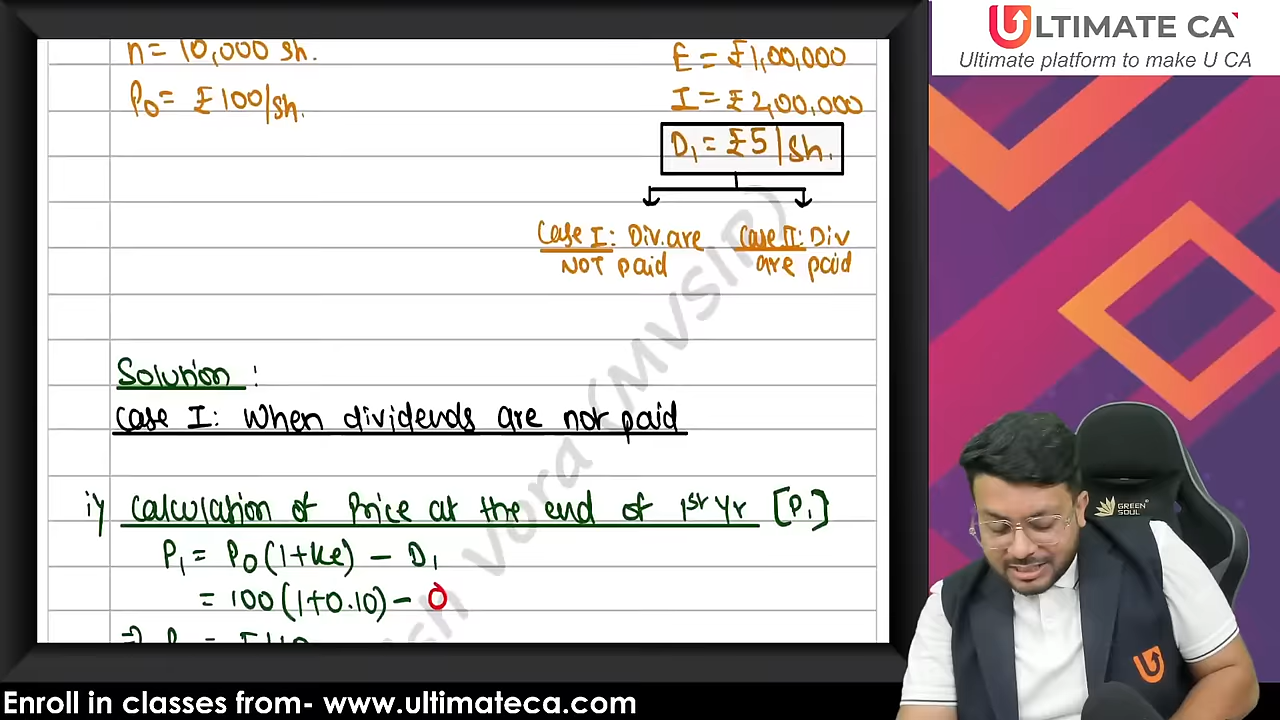 ULTIMATE CA
Ultimate platform to make U CA
n = 10,000 sh.
P0 = ₤100/sh.
E = ₤1,00,000
I = ₤2,00,000
D1 = ₤5/sh.
Case I: Div. are NOT paid
Case II: Div are paid
Solution:
Case I: When dividends are not paid
i) Calculation of Price at the end of 1st yr [P1]
P1 = P0(1+ke) – D1
= 100(1+0.10) – 0
Vora (MVSIR)
GREEN SOUL
Enroll in classes from- www.ultimateca.com